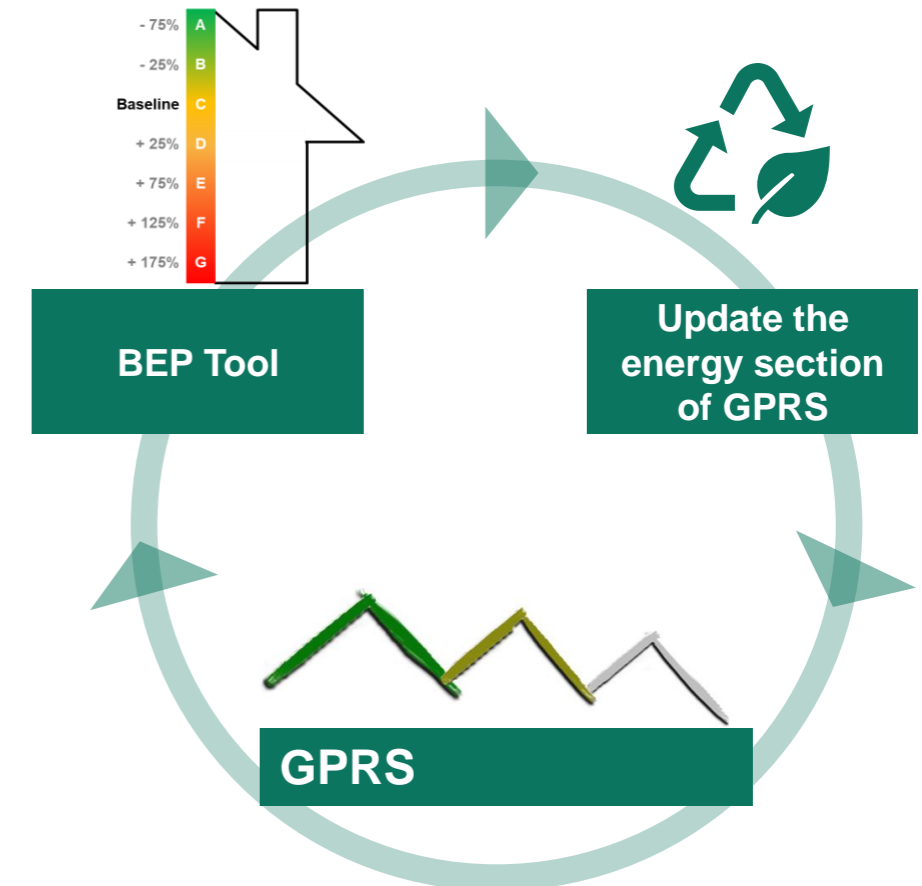 - 75% A
- 25% B
Baseline C
+ 25% D
+ 75% E
+ 125% F
+ 175% G
BEP Tool
Update the
energy section
of GPRS
GPRS